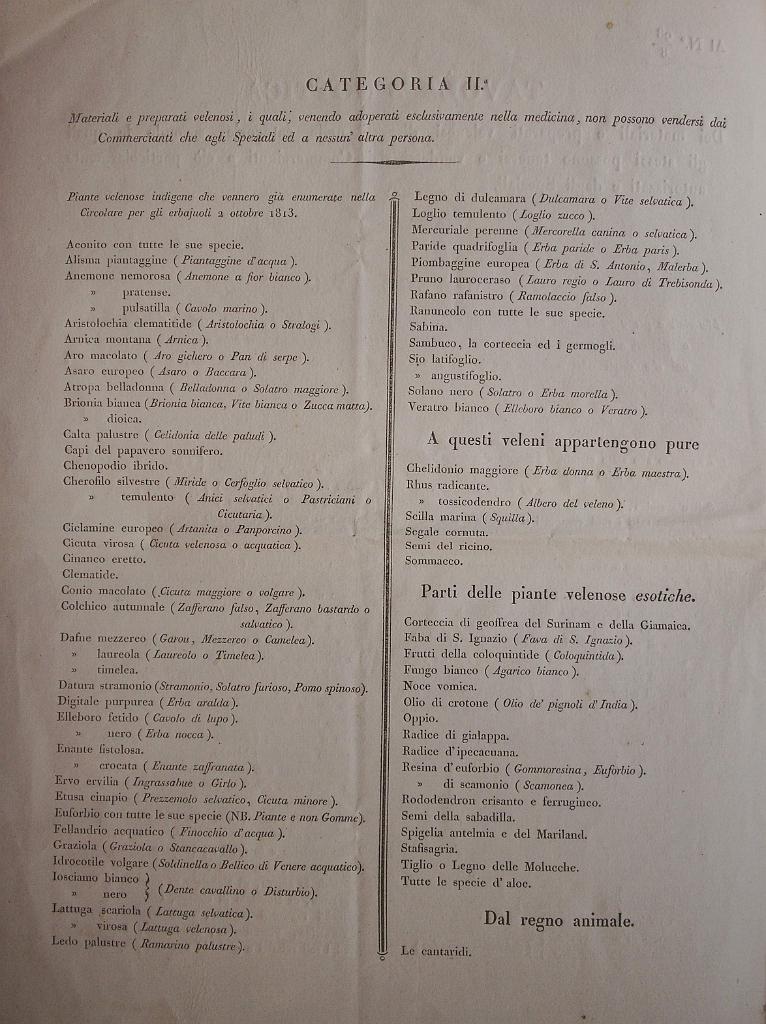 CATEGORIA II.ª
Materiali e preparati velenosi, i quali, venendo adoperati esclusivamente nella medicina, non possono vendersi dai
Commercianti che agli Speziali ed a nessun' altra persona.
Piante velenose indigene che vennero già enumerate nella
Circolare per gli erbajuoli 2 ottobre 1813.
Aconito con tutte le sue specie.
Alisma piantaggine (Piantaggine d'acqua).
Anemone nemorosa (Anemone a fior bianco).
» pratense.
» pulsatilla (Cavolo marino).
Aristolochia clematitide (Aristolochia o Stralogi).
Arnica montana (Arnica).
Aro macolato (Aro gichero o Pan di serpe).
Asaro europeo (Asaro o Baccara).
Atropa belladonna (Belladonna o Solatro maggiore).
Brionia bianca (Brionia bianca, Vite bianca o Zucca matta).
» dioica.
Calta palustre (Celidonia delle paludi).
Capi del papavero sonnifero.
Chenopodio ibrido.
Cherofilo silvestre (Miride o Cerfoglio selvatico).
» temulento (Anici selvatici o Pastriciani o
Cicutaria).
Ciclamine europeo (Artanita o Panporcino).
Cicuta virosa (Cicuta velenosa o acquatica).
Cinanco eretto.
Clematide.
Conio macolato (Cicuta maggiore o volgare).
Colchico autunnale (Zafferano falso, Zafferano bastardo o
salvatico).
Dafne mezzereo (Garou, Mezzereo o Camelea).
» laureola (Laureolo o Timelea).
» timelea.
Datura stramonio (Stramonio, Solatro furioso, Pomo spinoso).
Digitale purpurea (Erba aralda).
Elleboro fetido (Cavolo di lupo).
» nero (Erba nocca).
Enante fistolosa.
» crocata (Enante zaffranata).
Ervo ervilia (Ingrassabue o Girlo).
Etusa cinapio (Prezzemolo selvatico, Cicuta minore).
Euforbio con tutte le sue specie (NB. Piante e non Gomme).
Fellandrio acquatico (Finocchio d'acqua).
Graziola (Graziola o Stancacavallo).
Idrocotile volgare (Soldinella o Bellico di Venere acquatico).
Iosciamo bianco
» nero } (Dente cavallino o Disturbio).
Lattuga scariola (Lattuga selvatica).
» virosa (Lattuga velenosa).
Ledo palustre (Ramarino palustre).
Legno di dulcamara (Dulcamara o Vite selvatica).
Loglio temulento (Loglio zucco).
Mercuriale perenne (Mercorella canina o selvatica).
Paride quadrifoglia (Erba paride o Erba paris).
Piombaggine europea (Erba di S. Antonio, Malerba).
Pruno lauroceraso (Lauro regio o Lauro di Trebisonda).
Rafano rafanistro (Ramolaccio falso).
Ranuncolo con tutte le sue specie.
Sabina.
Sambuco, la corteccia ed i germogli.
Sio latifoglio.
» angustifoglio.
Solano nero (Solatro o Erba morella).
Veratro bianco (Elleboro bianco o Veratro).
A questi veleni appartengono pure
Chelidonio maggiore (Erba donna o Erba maestra).
Rhus radicante.
» tossicodendro (Albero del veleno).
Scilla marina (Squilla).
Segale cornuta.
Semi del ricino.
Sommacco.
Parti delle piante velenose esotiche.
Corteccia di geoffrea del Surinam e della Giamaica.
Faba di S. Ignazio (Fava di S. Ignazio).
Frutti della coloquintide (Coloquintida).
Fungo bianco (Agarico bianco).
Noce vomica.
Olio di crotone (Olio de' pignoli d'India).
Oppio.
Radice di gialappa.
Radice d'ipecacuana.
Resina d'euforbio (Gommoresina, Euforbio).
» di scamonio (Scamonea).
Rododendron crisanto e ferrugineo.
Semi della sabadilla.
Spigelia antelmia e del Mariland.
Stafisagria.
Tiglio o Legno delle Molucche.
Tutte le specie d'aloe.
Dal regno animale.
Le cantaridi.